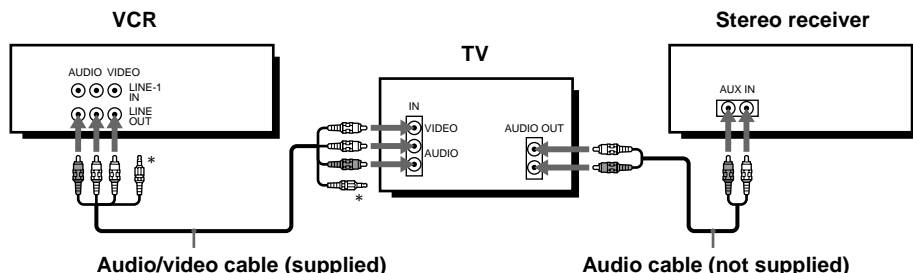 VCR
Stereo receiver
TV
AUDIO VIDEO
LINE-1
IN
LINE
OUT
*
IN
VIDEO
AUDIO
*
AUDIO OUT
AUX IN
Audio/video cable (supplied)
Audio cable (not supplied)